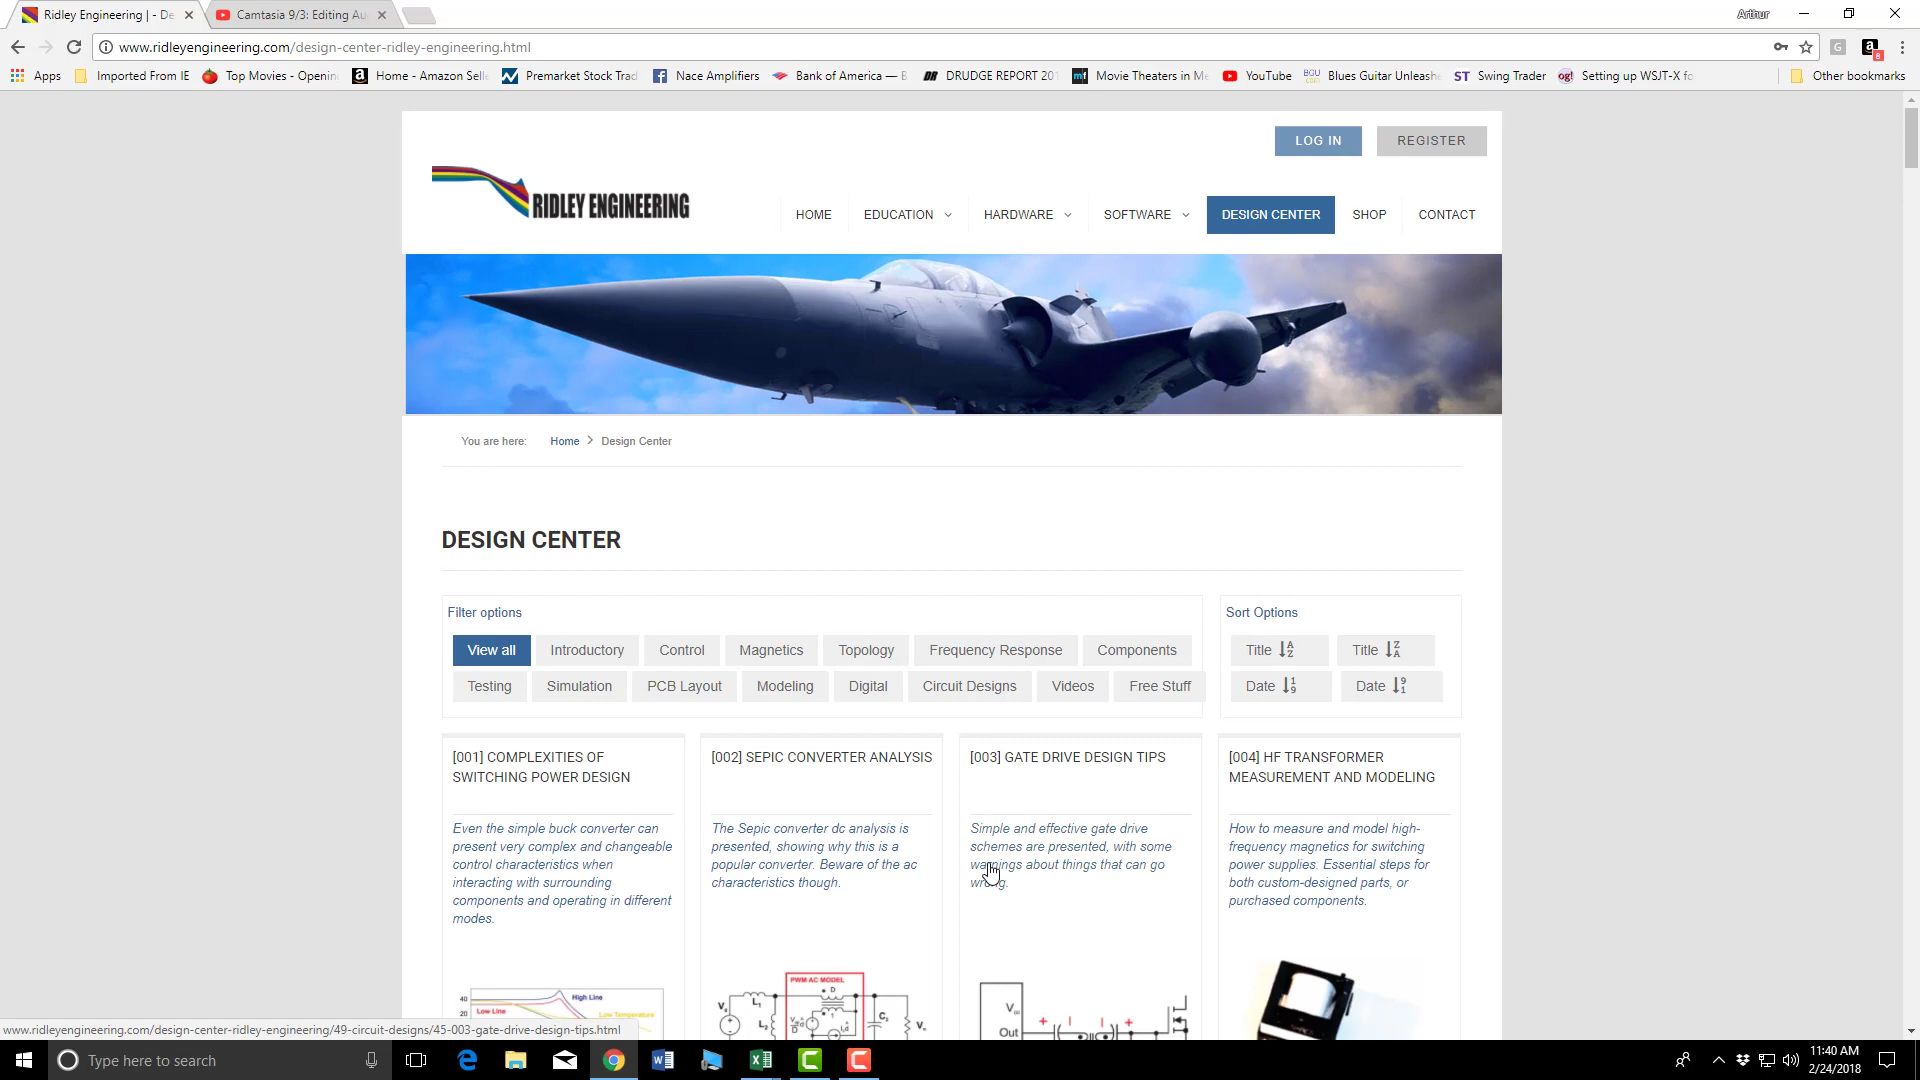 Ridley Engineering | - De
Camtasia 9/3: Editing Au
Arthur
www.ridleyengineering.com/design-center-ridley-engineering.html
Apps
Imported From IE
Top Movies - Openin
Home - Amazon Selle
Premarket Stock Trad
Nace Amplifiers
Bank of America — B
DRUDGE REPORT 201
Movie Theaters in Me
YouTube
Blues Guitar Unleashe
Swing Trader
Setting up WSJT-X fo
Other bookmarks
LOG IN
REGISTER
RIDLEY ENGINEERING
HOME
EDUCATION
HARDWARE
SOFTWARE
DESIGN CENTER
SHOP
CONTACT
You are here: Home > Design Center
DESIGN CENTER
Filter options
View all
Introductory
Control
Magnetics
Topology
Frequency Response
Components
Testing
Simulation
PCB Layout
Modeling
Digital
Circuit Designs
Videos
Free Stuff
Sort Options
Title A Z
Title Z A
Date 1 9
Date 9 1
[001] COMPLEXITIES OF
SWITCHING POWER DESIGN
Even the simple buck converter can
present very complex and changeable
control characteristics when
interacting with surrounding
components and operating in different
modes.
40
20
High Line
Low Line
Low Temperature
[002] SEPIC CONVERTER ANALYSIS
The Sepic converter dc analysis is
presented, showing why this is a
popular converter. Beware of the ac
characteristics though.
PWM AC MODEL
L1
D
L2
C2
[003] GATE DRIVE DESIGN TIPS
Simple and effective gate drive
schemes are presented, with some
warnings about things that can go
wrong.
Out
[004] HF TRANSFORMER
MEASUREMENT AND MODELING
How to measure and model high-
frequency magnetics for switching
power supplies. Essential steps for
both custom-designed parts, or
purchased components.
www.ridleyengineering.com/design-center-ridley-engineering/49-circuit-designs/45-003-gate-drive-design-tips.html
Type here to search
11:40 AM
2/24/2018